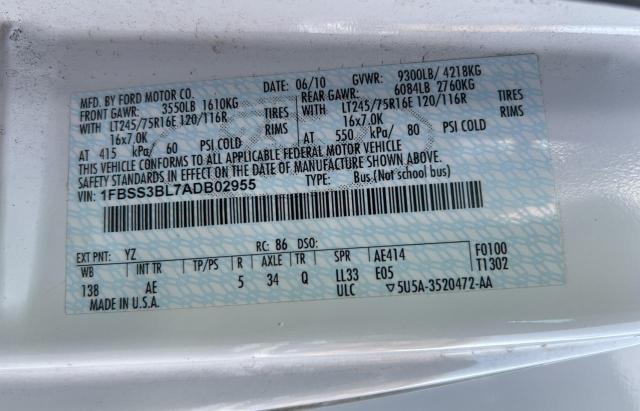 MFD. BY FORD MOTOR CO.
DATE: 06/10 GVWR: 9300LB/ 4218KG
FRONT GAWR: 3550LB 1610KG
REAR GAWR: 6084LB 2760KG
WITH LT245/75R16E 120/116R TIRES
WITH LT245/75R16E 120/116R TIRES
16x7.0K RIMS
16x7.0K RIMS
AT 415 kPa/ 60 PSI COLD
AT 550 kPa/ 80 PSI COLD
THIS VEHICLE CONFORMS TO ALL APPLICABLE FEDERAL MOTOR VEHICLE
SAFETY STANDARDS IN EFFECT ON THE DATE OF MANUFACTURE SHOWN ABOVE.
VIN: 1FBSS3BL7ADB02955
TYPE: Bus (Not school bus)
EXT PNT: YZ RC: 86 DSO:
WB INT TR TP/PS R AXLE TR SPR AE414 F0100
138 AE 5 34 Q LL33 E05 T1302
MADE IN U.S.A. ULC ▽5U5A-3520472-AA